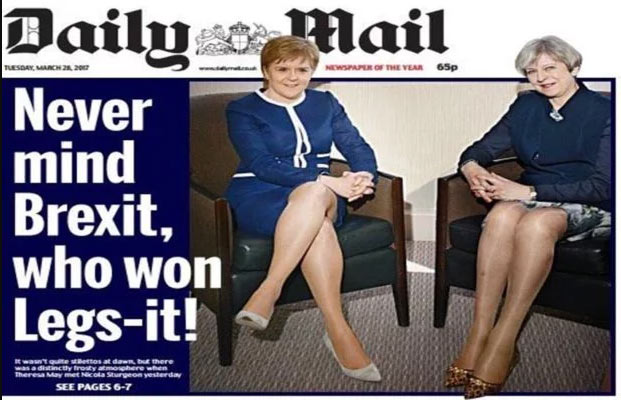 Daily Mail
TUESDAY, MARCH 28, 2017 www.dailymail.co.uk NEWSPAPER OF THE YEAR 65p
Never
mind
Brexit,
who won
Legs-it!
It wasn't quite stilettos at dawn, but there
was a distinctly frosty atmosphere when
Theresa May met Nicola Sturgeon yesterday
SEE PAGES 6-7